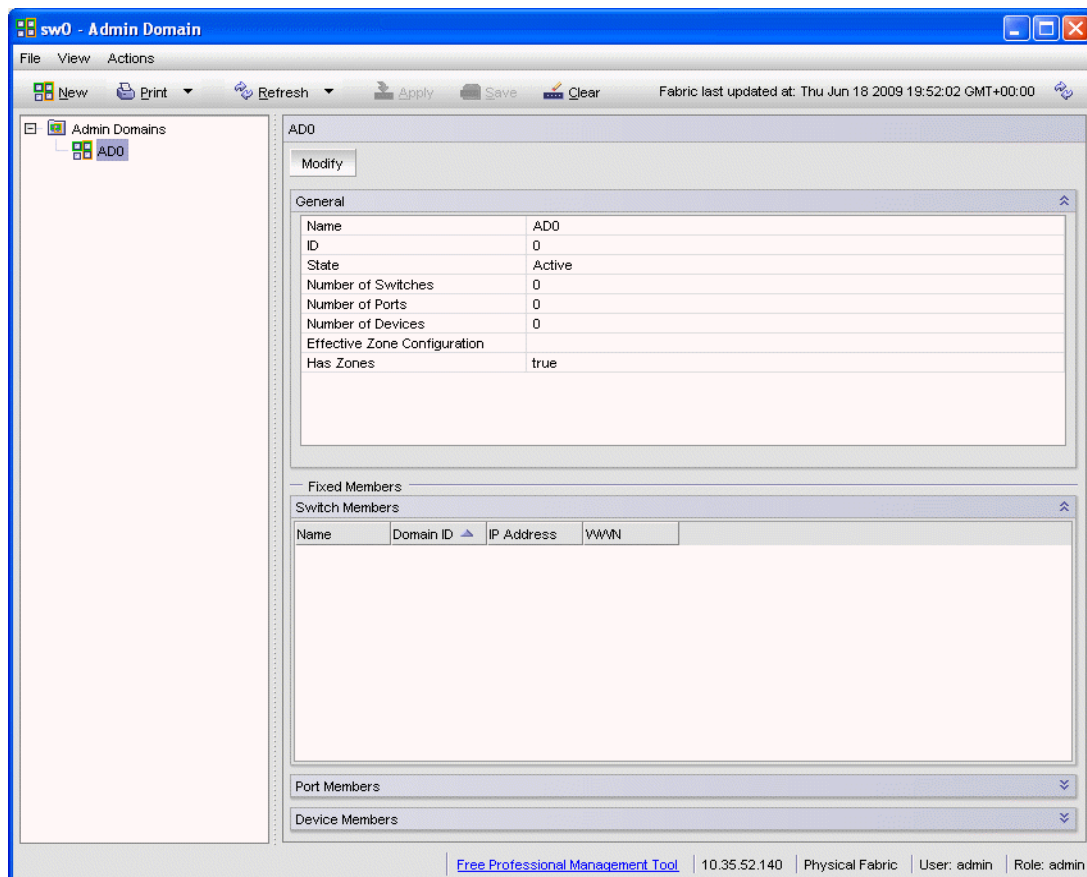 sw0 - Admin Domain
File View Actions
New Print Refresh Apply Save Clear Fabric last updated at: Thu Jun 18 2009 19:52:02 GMT+00:00
Admin Domains
AD0
AD0
Modify
General
Name AD0
ID 0
State Active
Number of Switches 0
Number of Ports 0
Number of Devices 0
Effective Zone Configuration
Has Zones true
Fixed Members
Switch Members
Name Domain ID IP Address WWN
Port Members
Device Members
Free Professional Management Tool 10.35.52.140 Physical Fabric User: admin Role: admin